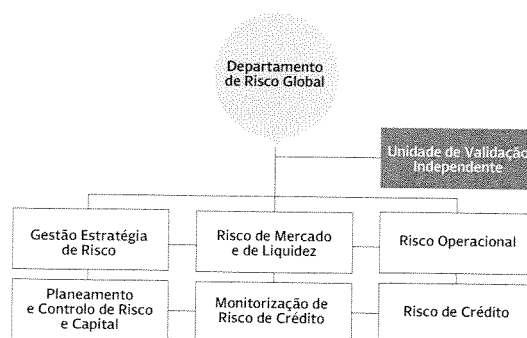 Departamento
de Risco Global
Unidade de Validação
Independente
Gestão Estratégia
de Risco
Risco de Mercado
e de Liquidez
Risco Operacional
Planeamento
e Controlo de Risco
e Capital
Monitorização de
Risco de Crédito
Risco de Crédito